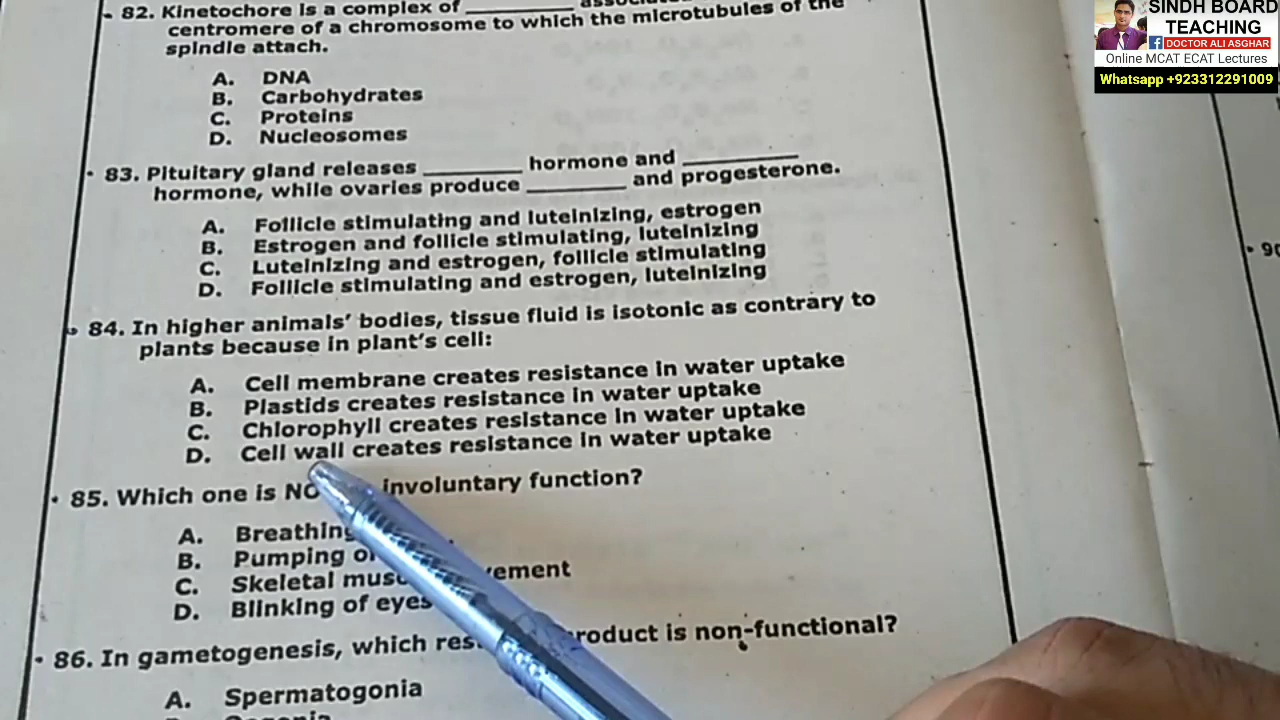 82. Kinetochore is a complex of ________
centromere of a chromosome to which the microtubules of the
spindle attach.
A. DNA
B. Carbohydrates
C. Proteins
D. Nucleosomes
83. Pituitary gland releases ________ hormone and ________
hormone, while ovaries produce ________ and progesterone.
A. Follicle stimulating and luteinizing, estrogen
B. Estrogen and follicle stimulating, luteinizing
C. Luteinizing and estrogen, follicle stimulating
D. Follicle stimulating and estrogen, luteinizing
84. In higher animals' bodies, tissue fluid is isotonic as contrary to
plants because in plant's cell:
A. Cell membrane creates resistance in water uptake
B. Plastids creates resistance in water uptake
C. Chlorophyll creates resistance in water uptake
D. Cell wall creates resistance in water uptake
85. Which one is involuntary function?
A. Breathing
B. Pumping
C. Skeletal
D. Blinking of eyes
86. In gametogenesis, which is non-functional?
A. Spermatogonia
SINDH BOARD
TEACHING
DOCTOR ALI ASGHAR
Online MCAT ECAT Lectures
Whatsapp +923312291009